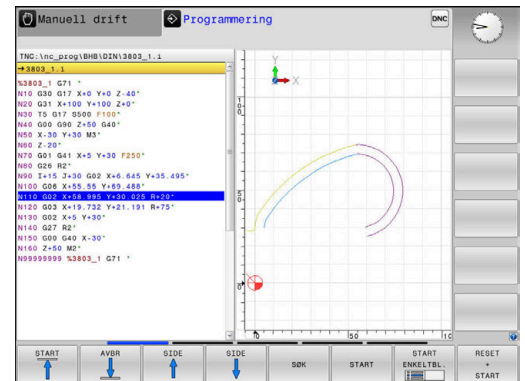 Manuell drift
Programmering
DNC
TNC:\nc_prog\BHB\DIN\3803_1.i
→3803_1.i
%3803_1 G71 *
N10 G30 G17 X+0 Y+0 Z-40*
N20 G31 X+100 Y+100 Z+0*
N30 T5 G17 S500 F100*
N40 G00 G90 Z+50 G40*
N50 X-30 Y+30 M3*
N60 Z-20*
N70 G01 G41 X+5 Y+30 F250*
N80 G26 R2*
N90 I+15 J+30 G02 X+6.645 Y+35.495*
N100 G06 X+55.55 Y+69.488*
N110 G02 X+58.995 Y+30.025 R+20*
N120 G03 X+19.732 Y+21.191 R+75*
N130 G02 X+5 Y+30*
N140 G27 R2*
N150 G00 G40 X-30*
N160 Z+50 M2*
N99999999 %3803_1 G71 *
Y
X
100
50
0
0
50
START
AVBR
SIDE
SIDE
SØK
START
START
ENKELTBL.
RESET
+
START